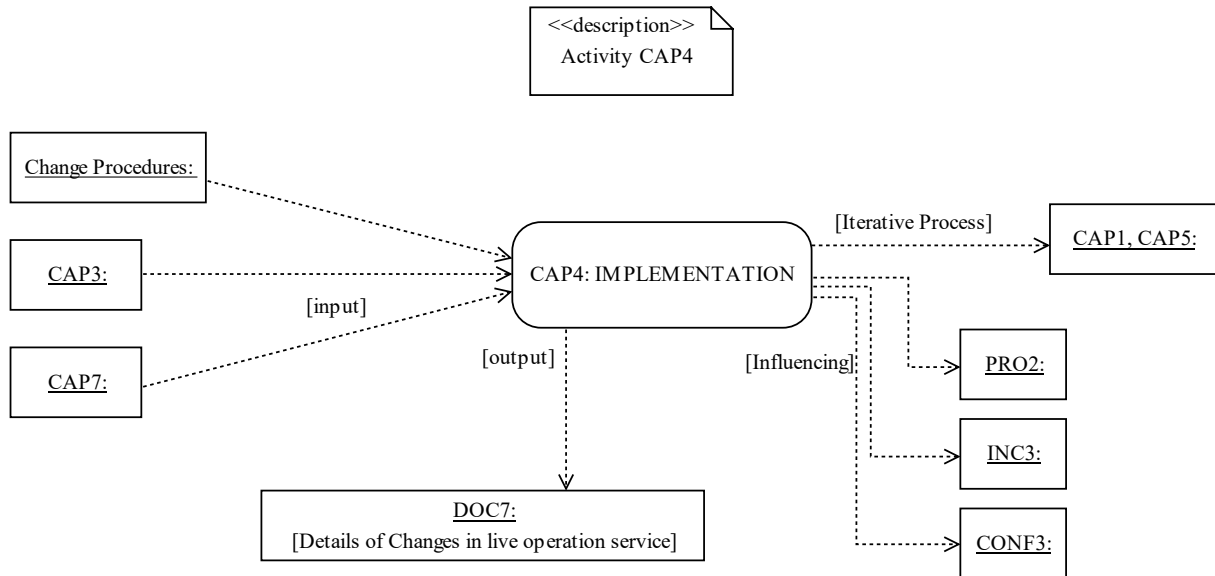 <<description>>
Activity CAP4
Change Procedures:
CAP3:
[input]
CAP7:
CAP4: IMPLEMENTATION
[Iterative Process]
CAP1, CAP5:
[output]
[Influencing]
PRO2:
INC3:
CONF3:
DOC7:
[Details of Changes in live operation service]